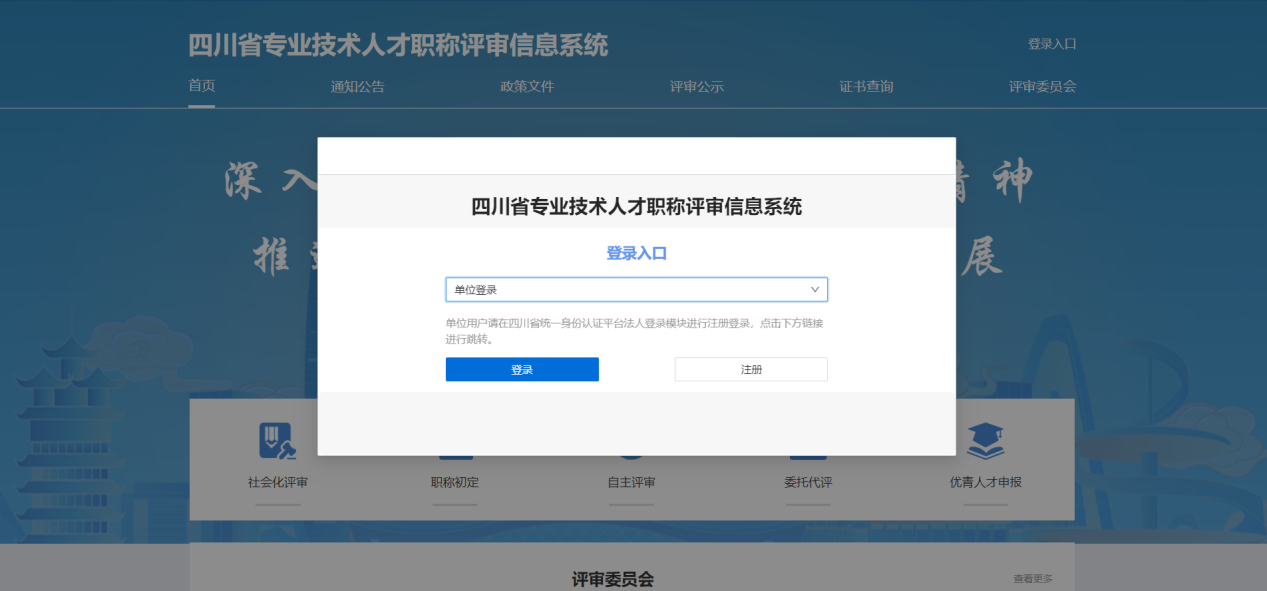 四川省专业技术人才职称评审信息系统
登录入口
首页 通知公告 政策文件 评审公示 证书查询 评审委员会
深入 精神
推进 展
四川省专业技术人才职称评审信息系统
登录入口
单位登录
单位用户请在四川省统一身份认证平台法人登录模块进行注册登录，点击下方链接
进行跳转。
登录 注册
社会化评审 职称初定 自主评审 委托代评 优青人才申报
评审委员会 查看更多